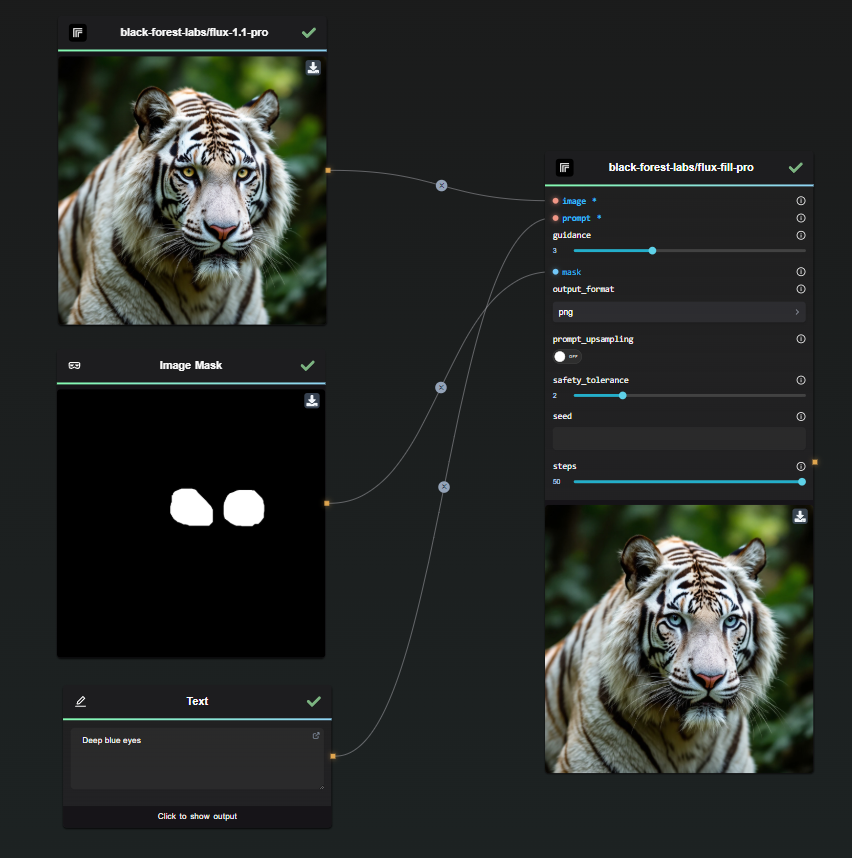 black-forest-labs/flux-1.1-pro
Image Mask
Text
Deep blue eyes
Click to show output
black-forest-labs/flux-fill-pro
image *
prompt *
guidance
3
mask
output_format
png
prompt_upsampling
OFF
safety_tolerance
2
seed
steps
50